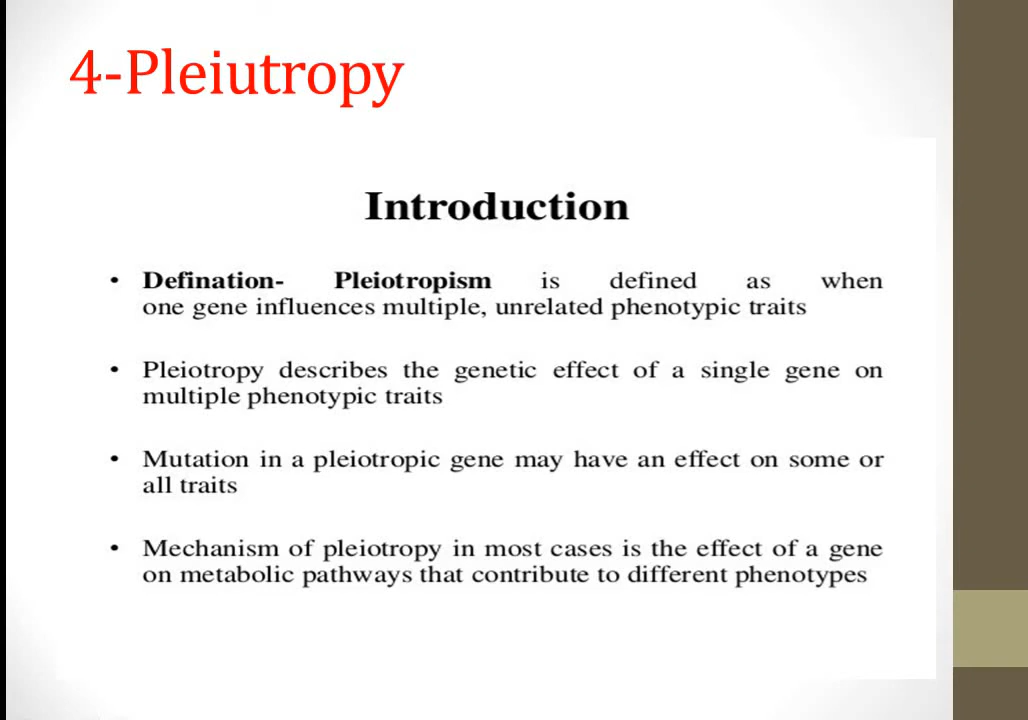 4-Pleiutropy
Introduction
• Defination- Pleiotropism is defined as when
one gene influences multiple, unrelated phenotypic traits
• Pleiotropy describes the genetic effect of a single gene on
multiple phenotypic traits
• Mutation in a pleiotropic gene may have an effect on some or
all traits
• Mechanism of pleiotropy in most cases is the effect of a gene
on metabolic pathways that contribute to different phenotypes